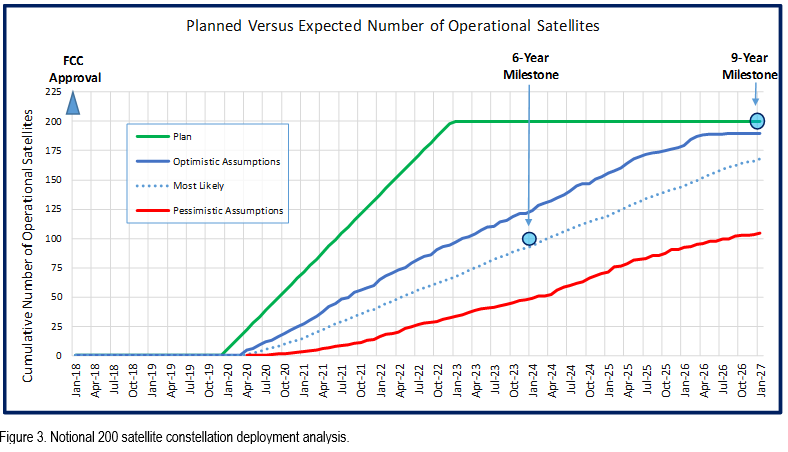 Planned Versus Expected Number of Operational Satellites
FCC
Approval
6-Year
Milestone
9-Year
Milestone
Cumulative Number of Operational Satellites
225
200
175
150
125
100
75
50
25
0
Plan
Optimistic Assumptions
Most Likely
Pessimistic Assumptions
Jan-18
Apr-18
Jul-18
Oct-18
Jan-19
Apr-19
Jul-19
Oct-19
Jan-20
Apr-20
Jul-20
Oct-20
Jan-21
Apr-21
Jul-21
Oct-21
Jan-22
Apr-22
Jul-22
Oct-22
Jan-23
Apr-23
Jul-23
Oct-23
Jan-24
Apr-24
Jul-24
Oct-24
Jan-25
Apr-25
Jul-25
Oct-25
Jan-26
Apr-26
Jul-26
Oct-26
Jan-27
Figure 3. Notional 200 satellite constellation deployment analysis.